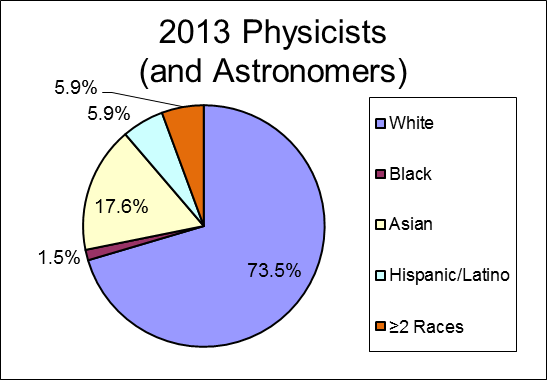 2013 Physicists
(and Astronomers)
5.9%
5.9%
17.6%
1.5%
73.5%
White
Black
Asian
Hispanic/Latino
≥2 Races